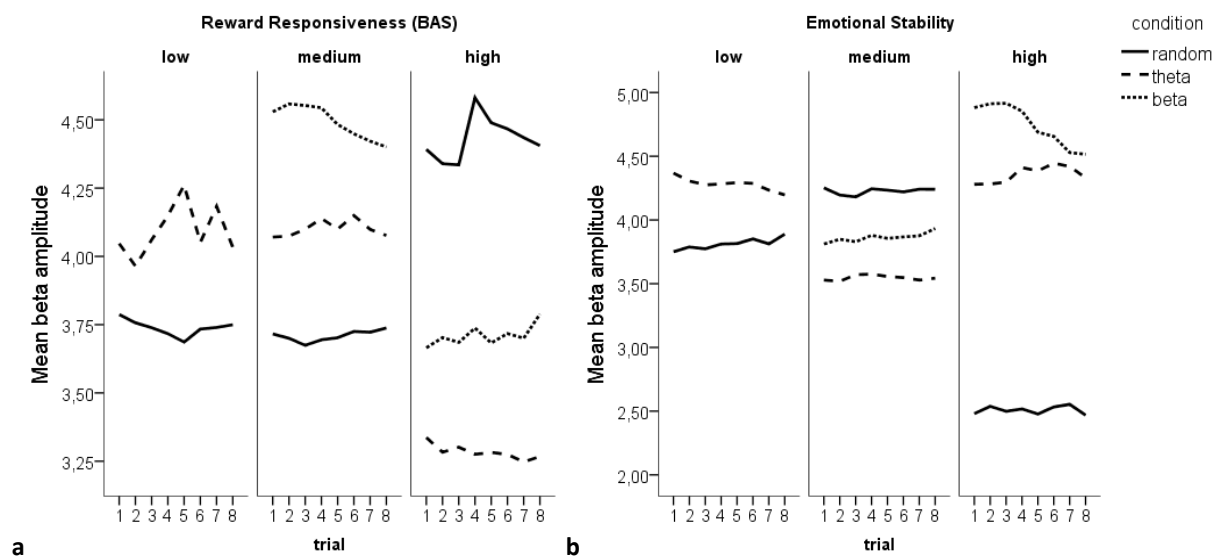 Reward Responsiveness (BAS)
low medium high
Mean beta amplitude
4,50
4,25
4,00
3,75
3,50
3,25
1 2 3 4 5 6 7 8 1 2 3 4 5 6 7 8 1 2 3 4 5 6 7 8
trial
a
Emotional Stability
low medium high
Mean beta amplitude
5,00
4,50
4,00
3,50
3,00
2,50
2,00
1 2 3 4 5 6 7 8 1 2 3 4 5 6 7 8 1 2 3 4 5 6 7 8
trial
b
condition
random
theta
beta